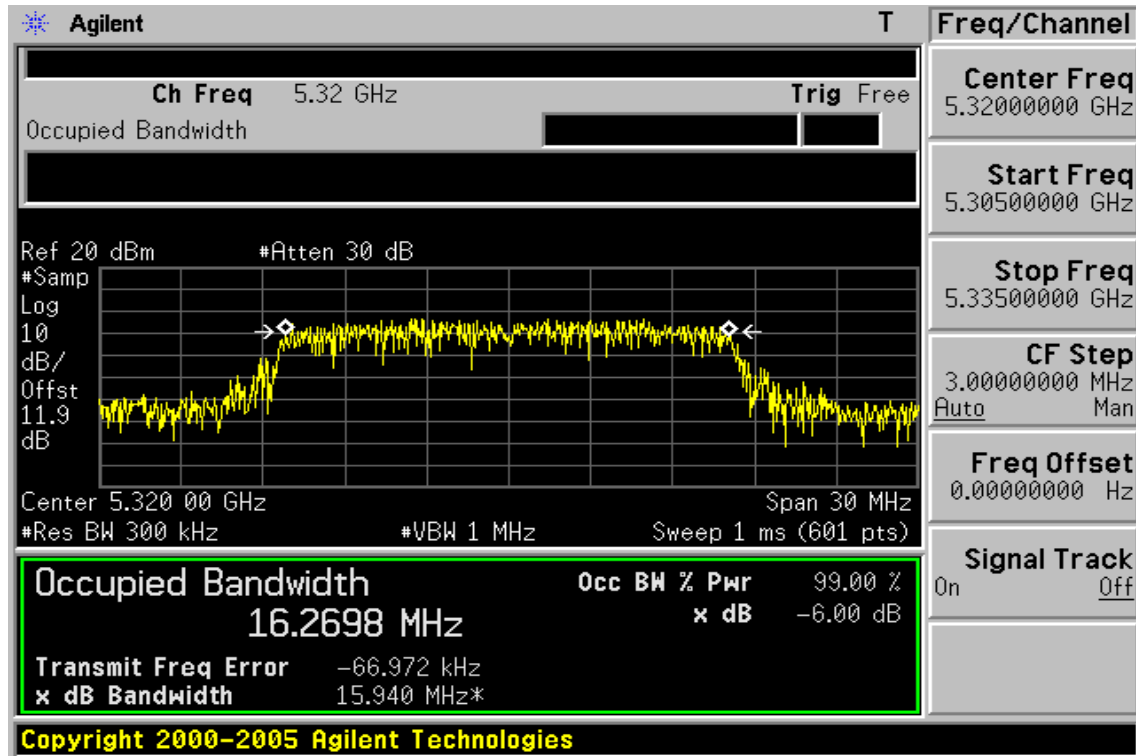 Agilent T
Ch Freq 5.32 GHz Trig Free
Occupied Bandwidth
Ref 20 dBm #Atten 30 dB
#Samp
Log
10
dB/
Offst
11.9
dB
Center 5.320 00 GHz Span 30 MHz
#Res BW 300 kHz #VBW 1 MHz Sweep 1 ms (601 pts)
Occupied Bandwidth
16.2698 MHz
Occ BW % Pwr 99.00 %
x dB -6.00 dB
Transmit Freq Error -66.972 kHz
x dB Bandwidth 15.940 MHz*
Copyright 2000-2005 Agilent Technologies
Freq/Channel
Center Freq
5.32000000 GHz
Start Freq
5.30500000 GHz
Stop Freq
5.33500000 GHz
CF Step
3.00000000 MHz
Auto Man
Freq Offset
0.00000000 Hz
Signal Track
On Off